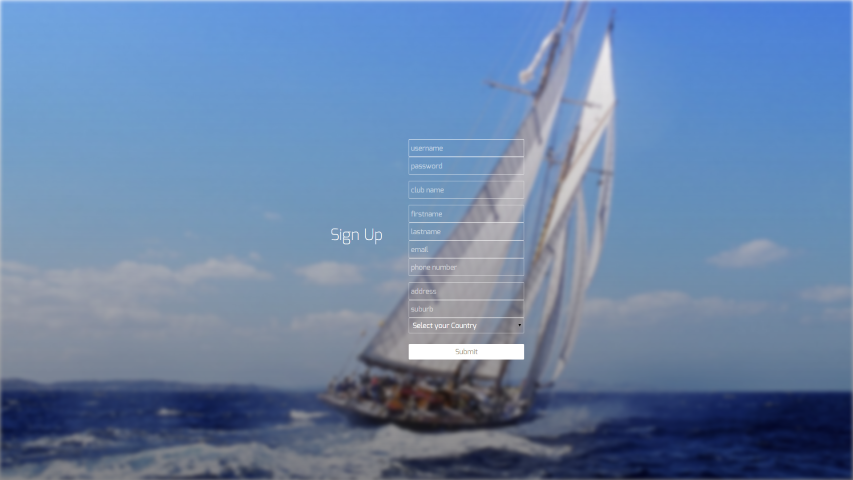 username
password
club name
firstname
lastname
Sign Up
email
phone number
address
suburb
Select your Country
Submit